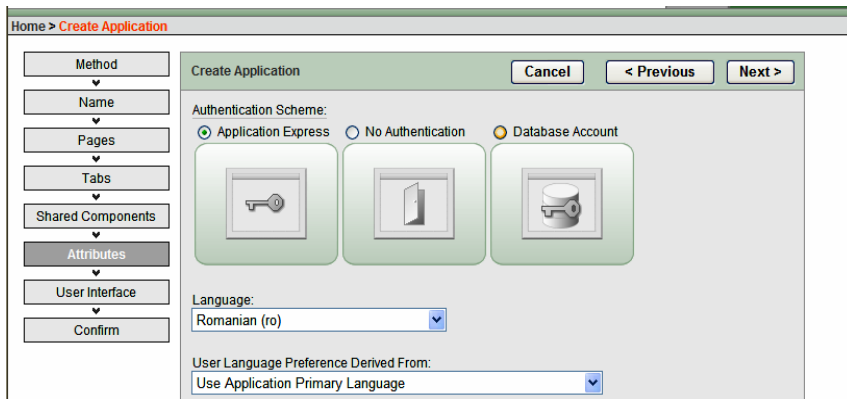 Home > Create Application
Method
Name
Pages
Tabs
Shared Components
Attributes
User Interface
Confirm
Create Application
Cancel
< Previous
Next >
Authentication Scheme:
Application Express
No Authentication
Database Account
Language:
Romanian (ro)
User Language Preference Derived From:
Use Application Primary Language